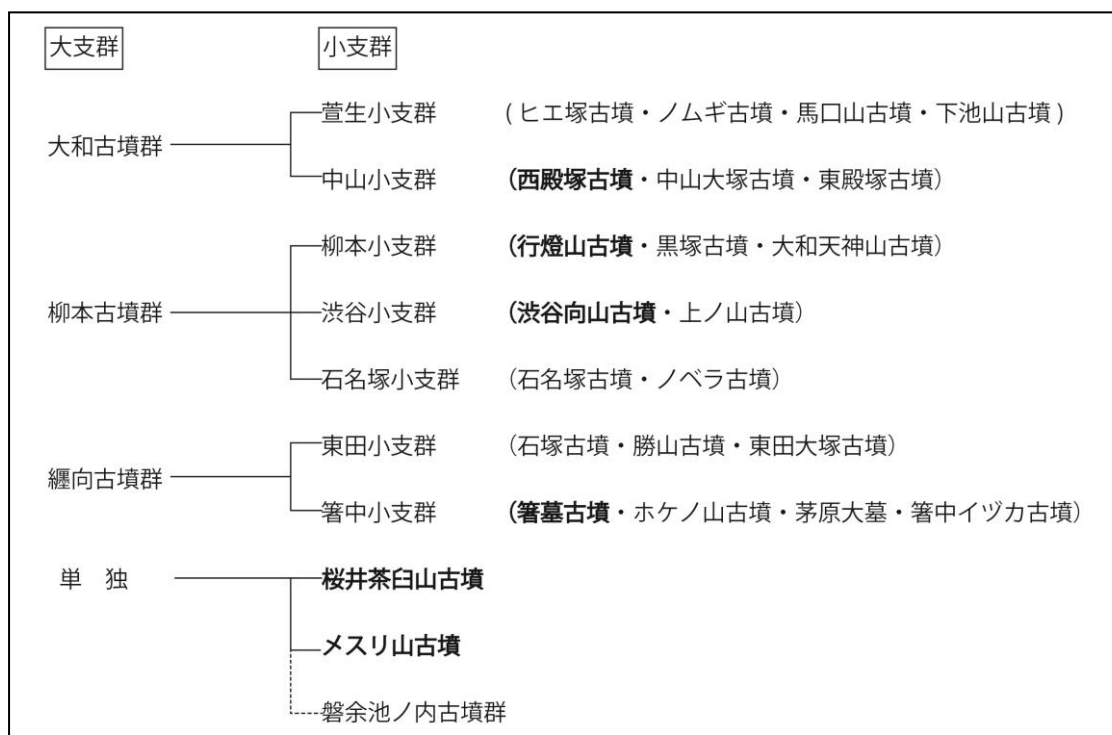 大支群 小支群
萱生小支群 ( ヒエ塚古墳・ノムギ古墳・馬口山古墳・下池山古墳 )
大和古墳群
中山小支群 (西殿塚古墳・中山大塚古墳・東殿塚古墳)
柳本小支群 (行燈山古墳・黒塚古墳・大和天神山古墳)
柳本古墳群 渋谷小支群 (渋谷向山古墳・上ノ山古墳)
石名塚小支群 (石名塚古墳・ノベラ古墳)
東田小支群 (石塚古墳・勝山古墳・東田大塚古墳)
纒向古墳群
箸中小支群 (箸墓古墳・ホケノ山古墳・茅原大墓・箸中イヅカ古墳)
単 独 桜井茶臼山古墳
メスリ山古墳
磐余池ノ内古墳群